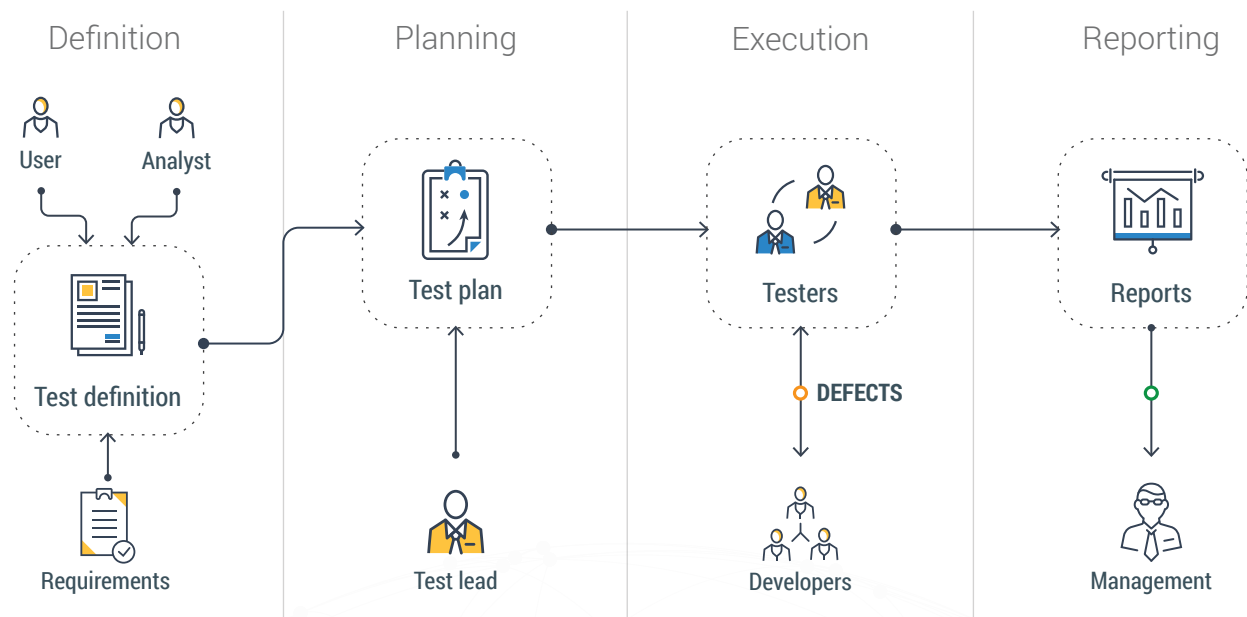 Definition
Planning
Execution
Reporting
User
Analyst
Test definition
Requirements
Test plan
Test lead
Testers
DEFECTS
Developers
Reports
Management